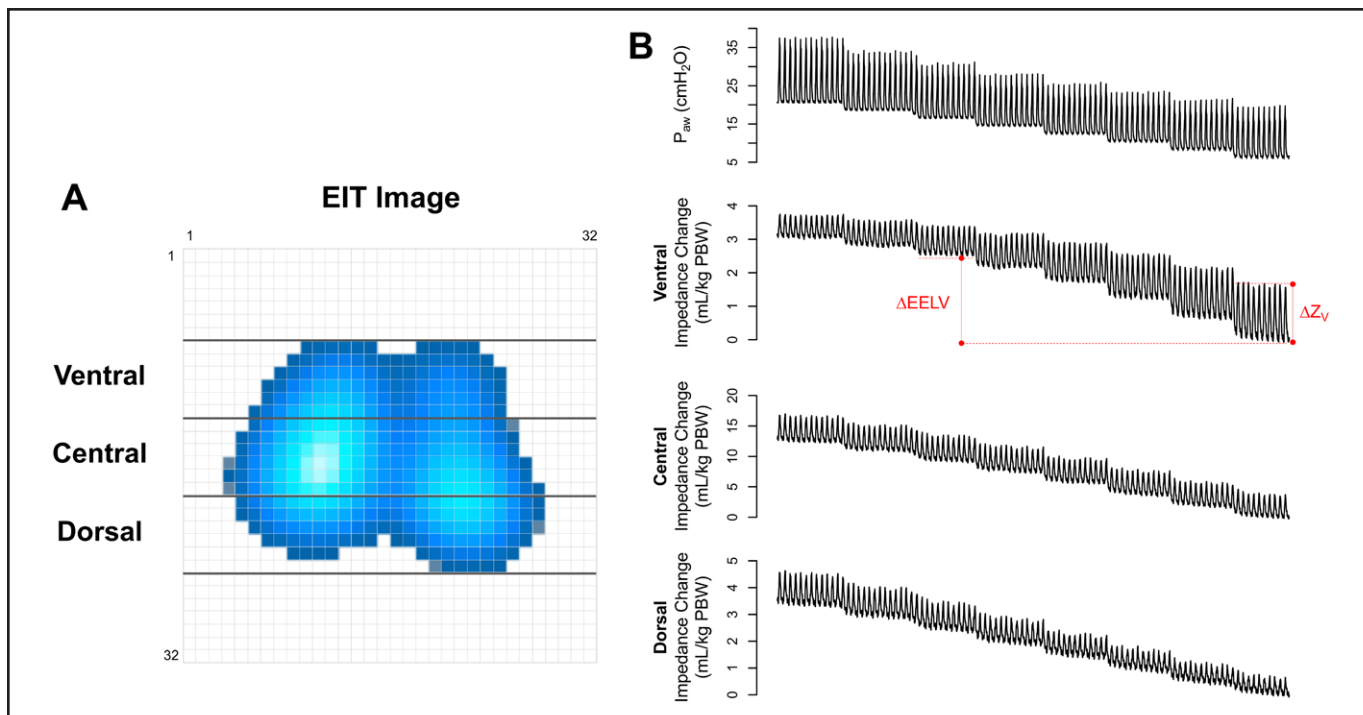 A
EIT Image
1
32
1
32
Ventral
Central
Dorsal
B
Paw (cmH2O)
35
25
15
5
Ventral
Impedance Change
(mL/kg PBW)
4
3
2
1
0
ΔEELV
ΔZV
Central
Impedance Change
(mL/kg PBW)
20
15
10
5
0
Dorsal
Impedance Change
(mL/kg PBW)
5
4
3
2
1
0